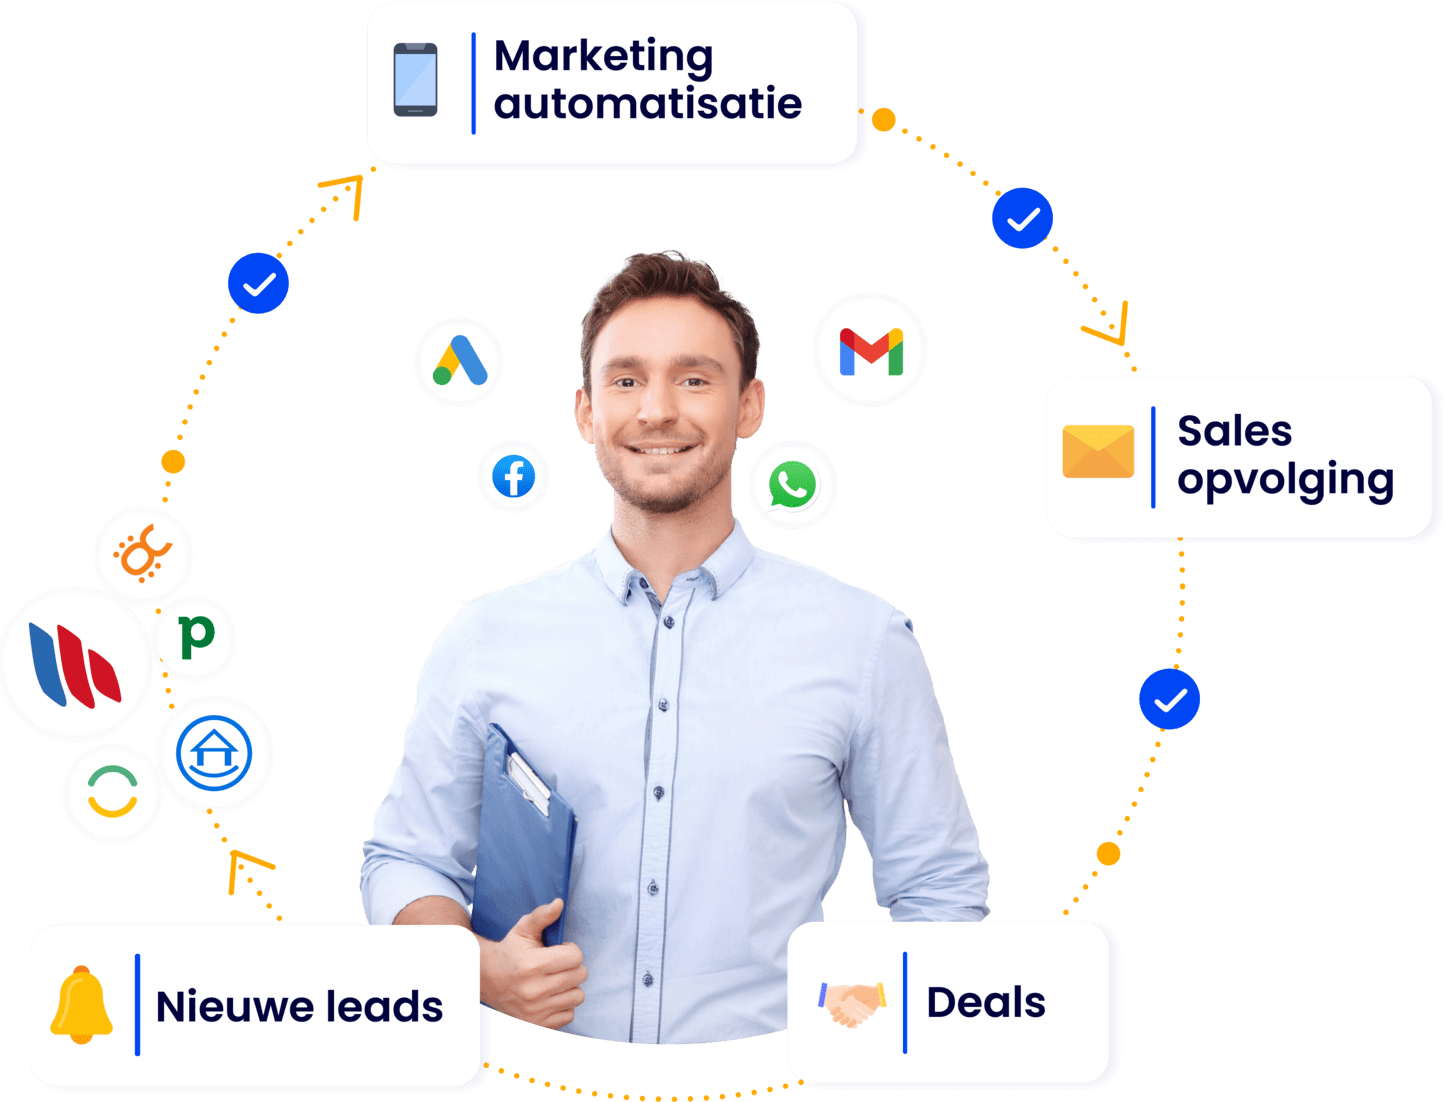 Marketing
automatisatie
Sales
opvolging
p
Nieuwe leads
Deals